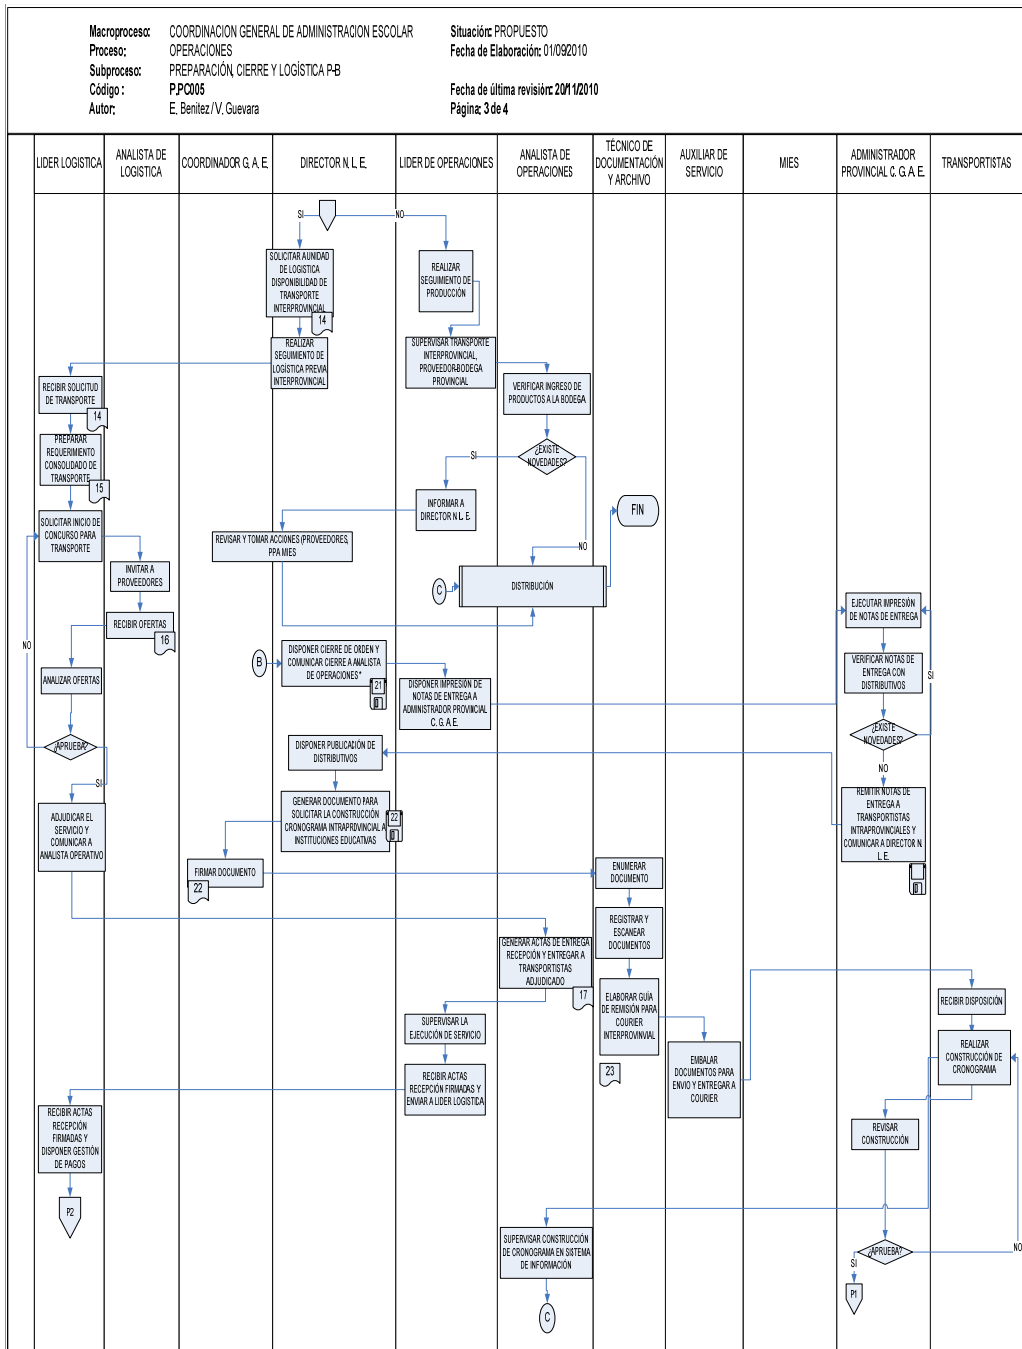 Macroproceso: COORDINACION GENERAL DE ADMINISTRACION ESCOLAR
Situación: PROPUESTO
Proceso: OPERACIONES
Fecha de Elaboración: 01/09/2010
Subproceso: PREPARACIÓN, CIERRE Y LOGÍSTICA P-B
Código : P.PC005
Fecha de última revisión: 20/11/2010
Autor: E. Benitez / V. Guevara
Página: 3 de 4
LIDER LOGISTICA
ANALISTA DE
LOGISTICA
COORDINADOR G. A. E.
DIRECTOR N. L. E.
LIDER DE OPERACIONES
ANALISTA DE
OPERACIONES
TÉCNICO DE
DOCUMENTACIÓN
Y ARCHIVO
AUXILIAR DE
SERVICIO
MIES
ADMINISTRADOR
PROVINCIAL C. G. A. E.
TRANSPORTISTAS
SI
NO
SOLICITAR A UNIDAD
DE LOGISTICA
DISPONIBILIDAD DE
TRANSPORTE
INTERPROVINCIAL
14
REALIZAR
SEGUIMIENTO DE
PRODUCCIÓN
REALIZAR
SEGUIMIENTO DE
LOGÍSTICA PREVIA
INTERPROVINCIAL
SUPERVISAR TRANSPORTE
INTERPROVINCIAL,
PROVEEDOR-BODEGA
PROVINCIAL
VERIFICAR INGRESO DE
PRODUCTOS A LA BODEGA
RECIBIR SOLICITUD
DE TRANSPORTE
14
PREPARAR
REQUERIMIENTO
CONSOLIDADO DE
TRANSPORTE
15
¿EXISTE
NOVEDADES?
SI
NO
INFORMAR A
DIRECTOR N L. E.
FIN
SOLICITAR INICIO DE
CONCURSO PARA
TRANSPORTE
REVISAR Y TOMAR ACCIONES (PROVEEDORES,
PPA MIES
INVITAR A
PROVEEDORES
C
DISTRIBUCIÓN
RECIBIR OFERTAS
16
EJECUTAR IMPRESIÓN
DE NOTAS DE ENTREGA
NO
B
DISPONER CIERRE DE ORDEN Y
COMUNICAR CIERRE A ANALISTA
DE OPERACIONES*
21
VERIFICAR NOTAS DE
ENTREGA CON
DISTRIBUTIVOS
SI
ANALIZAR OFERTAS
DISPONER IMPRESIÓN DE
NOTAS DE ENTREGA A
ADMINISTRADOR PROVINCIAL
C. G. A. E.
¿EXISTE
NOVEDADES?
NO
¿APRUEBA?
SI
DISPONER PUBLICACIÓN DE
DISTRIBUTIVOS
REMITIR NOTAS DE
ENTREGA A
TRANSPORTISTAS
INTRAPROVINCIALES Y
COMUNICAR A DIRECTOR N.
L. E.
ADJUDICAR EL
SERVICIO Y
COMUNICAR A
ANALISTA OPERATIVO
GENERAR DOCUMENTO PARA
SOLICITAR LA CONSTRUCCIÓN
CRONOGRAMA INTRAPRDVINCIAL A
INSTITUCIONES EDUCATIVAS
22
FIRMAR DOCUMENTO
22
ENUMERAR
DOCUMENTO
REGISTRAR Y
ESCANEAR
DOCUMENTOS
GENERAR ACTAS DE ENTREGA
RECEPCIÓN Y ENTREGAR A
TRANSPORTISTAS
ADJUDICADO
17
ELABORAR GUÍA
DE REMISIÓN PARA
COURIER
INTERPROVINVIAL
23
RECIBIR DISPOSICIÓN
SUPERVISAR LA
EJECUCIÓN DE SERVICIO
REALIZAR
CONSTRUCCIÓN DE
CRONOGRAMA
EMBALAR
DOCUMENTOS PARA
ENVIO Y ENTREGAR A
COURIER
RECIBIR ACTAS
RECEPCIÓN FIRMADAS Y
ENVIAR A LIDER LOGISTICA
RECIBIR ACTAS
RECEPCIÓN
FIRMADAS Y
DISPONER GESTIÓN
DE PAGOS
REVISAR
CONSTRUCCIÓN
P2
SUPERVISAR CONSTRUCCIÓN
DE CRONOGRAMA EN SISTEMA
DE INFORMACIÓN
¿APRUEBA?
NO
SI
P1
C